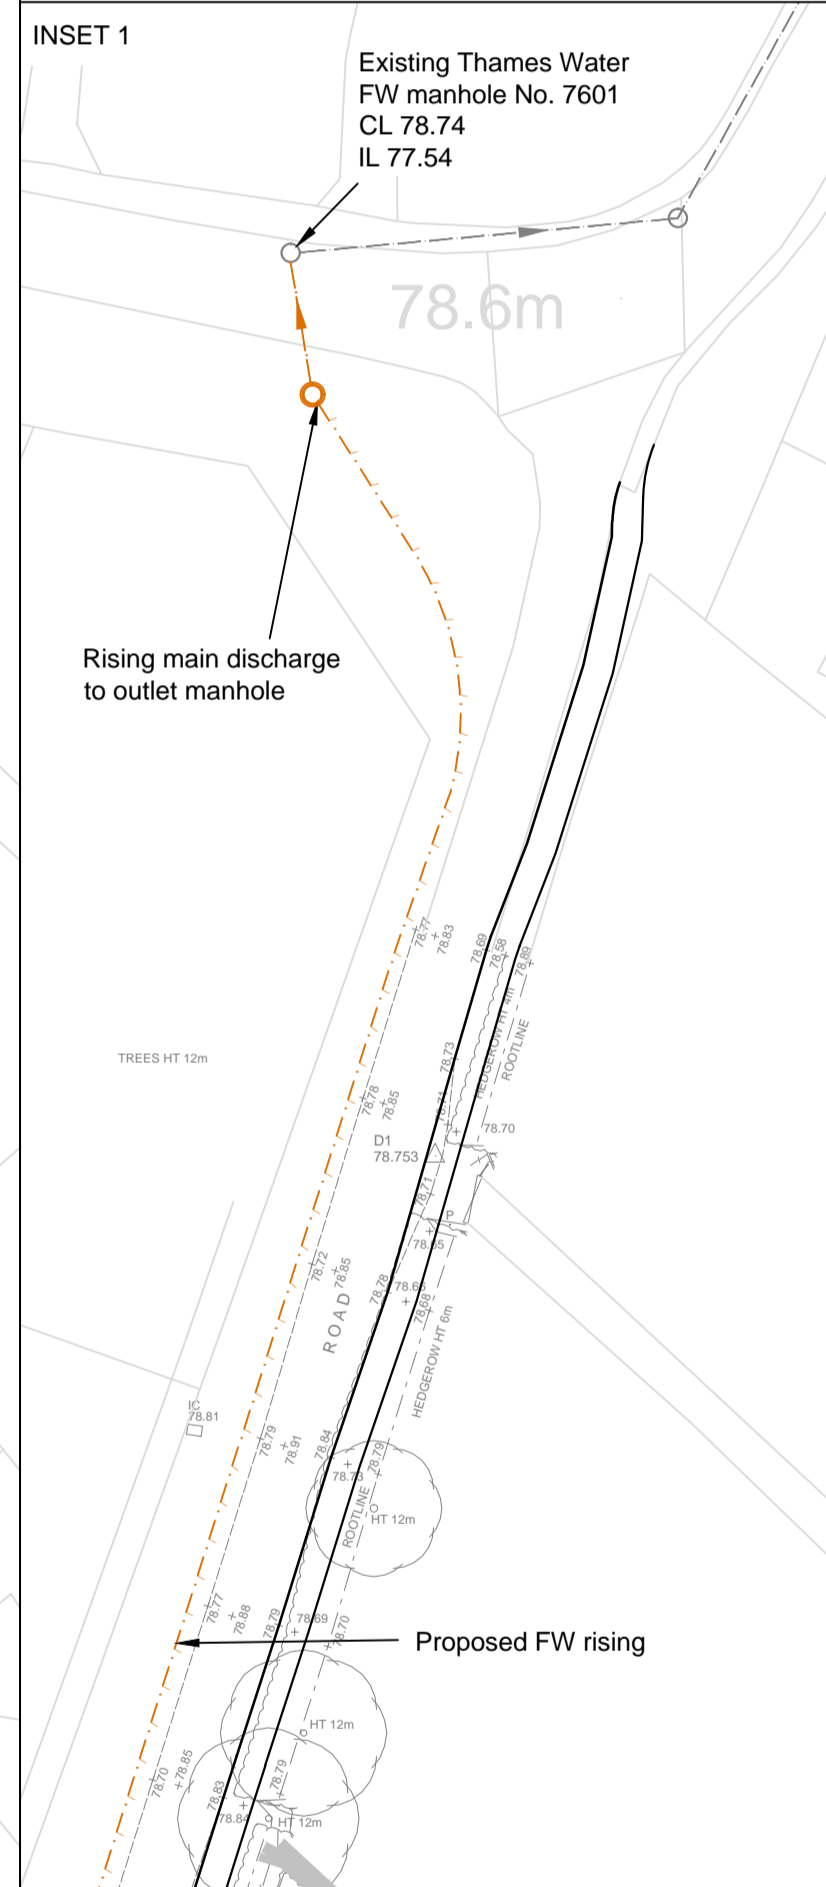 INSET 1
Existing Thames Water
FW manhole No. 7601
CL 78.74
IL 77.54
78.6m
Rising main discharge
to outlet manhole
78.77
78.83
78.69
78.58
78.89
HEDGEROW HT 4m
ROOTLINE
TREES HT 12m
78.73
78.78
78.85
78.71
78.70
D1
78.753
78.71
P
78.65
78.72
78.85
78.78
78.68
ROAD
HEDGEROW HT 6m
IC
78.81
78.79
78.91
78.84
78.79
78.73
ROOTLINE
HT 12m
78.77
78.88
78.79
78.69
78.70
Proposed FW rising
HT 12m
78.70
78.85
78.83
78.79
78.84
HT 12m